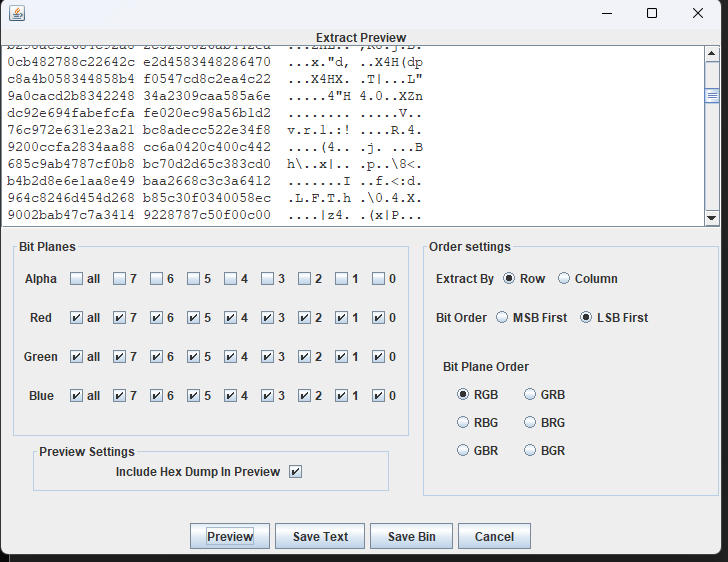 Extract Preview
0cb482788c22642c e2d4583448286470 ...x."d, ..X4H(dp
c8a4b058344858b4 f0547cd8c2ea4c22 ...X4HX. .T|...L"
9a0cacd2b8342248 34a2309caa585a6e .....4"H 4.0..XZn
dc92e694fabefcfa fe020ec98a56b1d2 ........ .....V..
76c972e631e23a21 bc8adecc522e34f8 v.r.1.:! ....R.4.
9200ccfa2834aa88 cc6a0420c400c442 ....(4.. .j. ...B
685c9ab4787cf0b8 bc70d2d65c383cd0 h\..x|.. .p..\8<.
b4b2d8e6e1aa8e49 baa2668c3c3a6412 .......I ..f.<:d.
964c8246d454d268 b85c30f0340058ec .L.F.T.h .\0.4.X.
9002bab47c7a3414 9228787c50f00c00 ....|z4. .(x|P...
Bit Planes
Alpha all 7 6 5 4 3 2 1 0
Red all 7 6 5 4 3 2 1 0
Green all 7 6 5 4 3 2 1 0
Blue all 7 6 5 4 3 2 1 0
Preview Settings
Include Hex Dump In Preview
Order settings
Extract By Row Column
Bit Order MSB First LSB First
Bit Plane Order
RGB GRB
RBG BRG
GBR BGR
Preview Save Text Save Bin Cancel